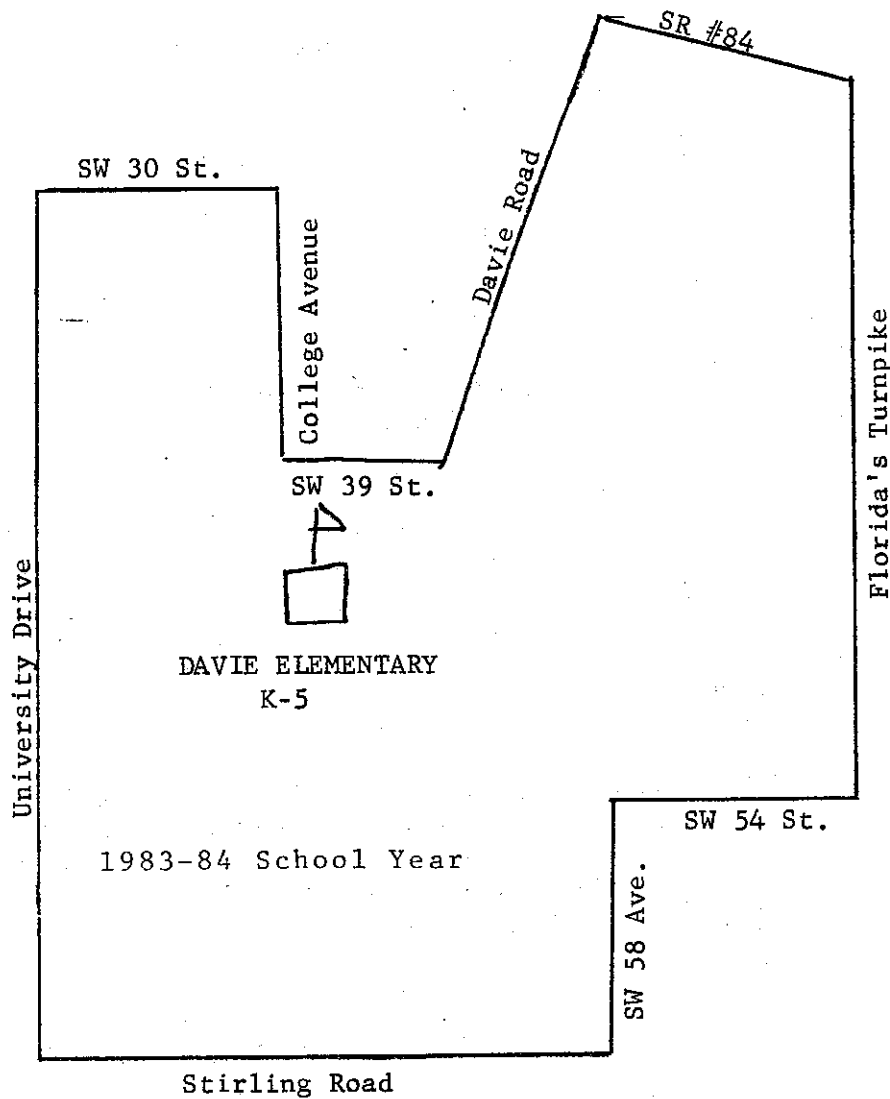 SR #84
SW 30 St.
Davie Road
College Avenue
Florida's Turnpike
SW 39 St.
University Drive
DAVIE ELEMENTARY
K-5
SW 54 St.
1983-84 School Year
SW 58 Ave.
Stirling Road